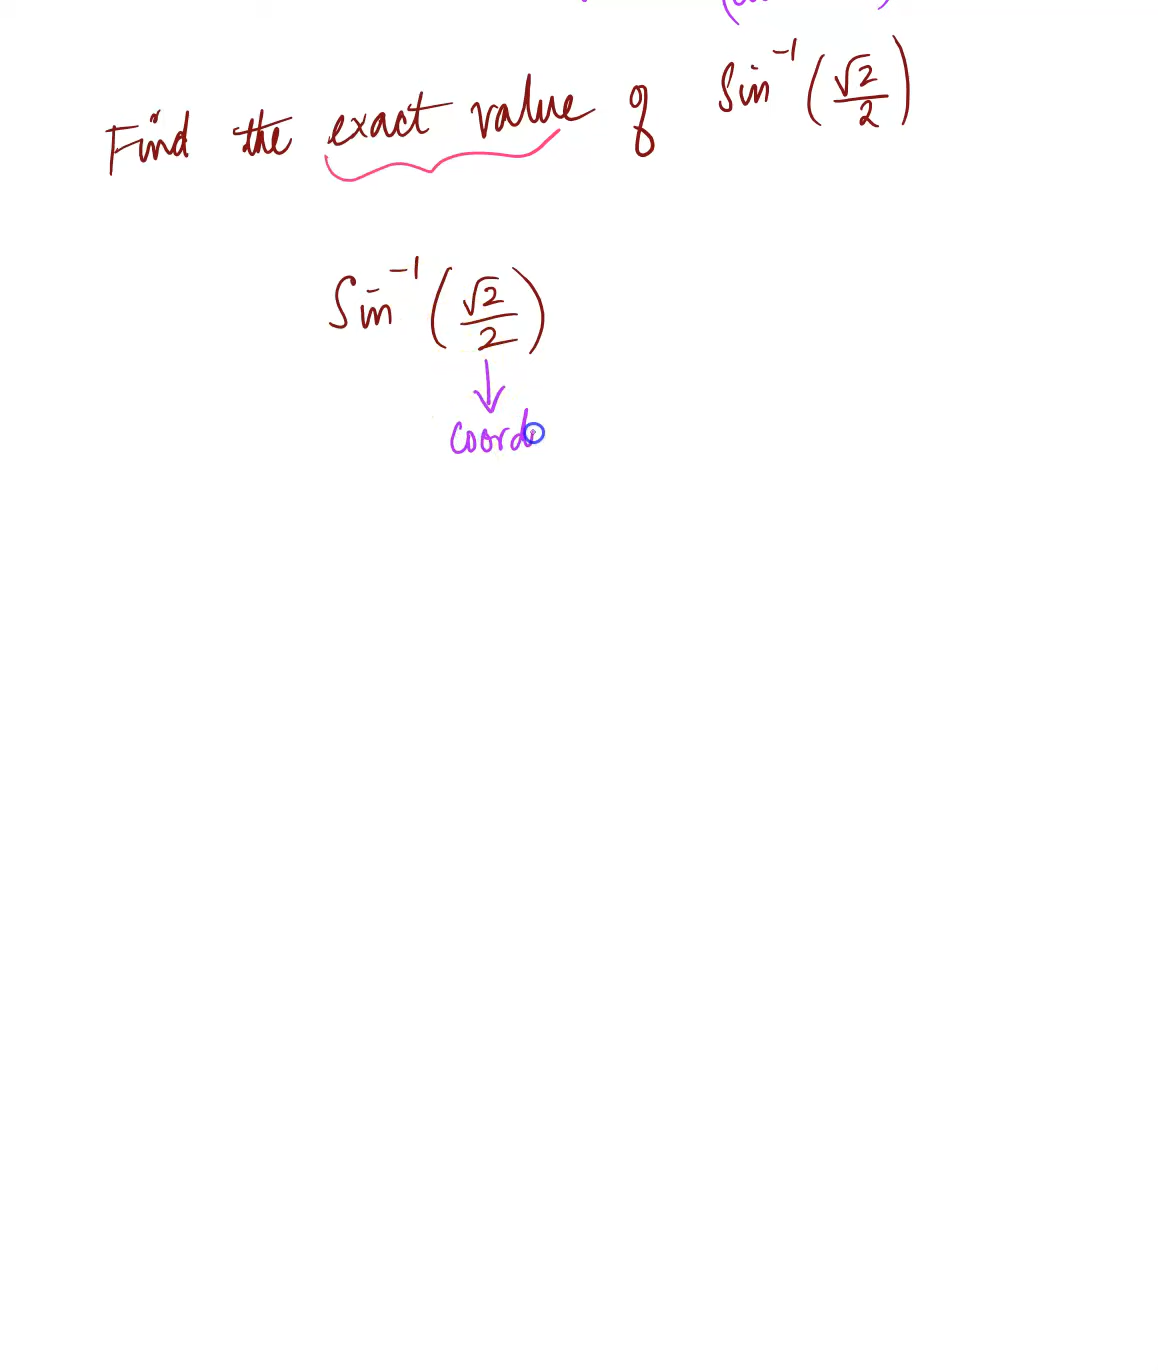 Find the exact value of Sin⁻¹(√2/2)
Sin⁻¹(√2/2)
Coord